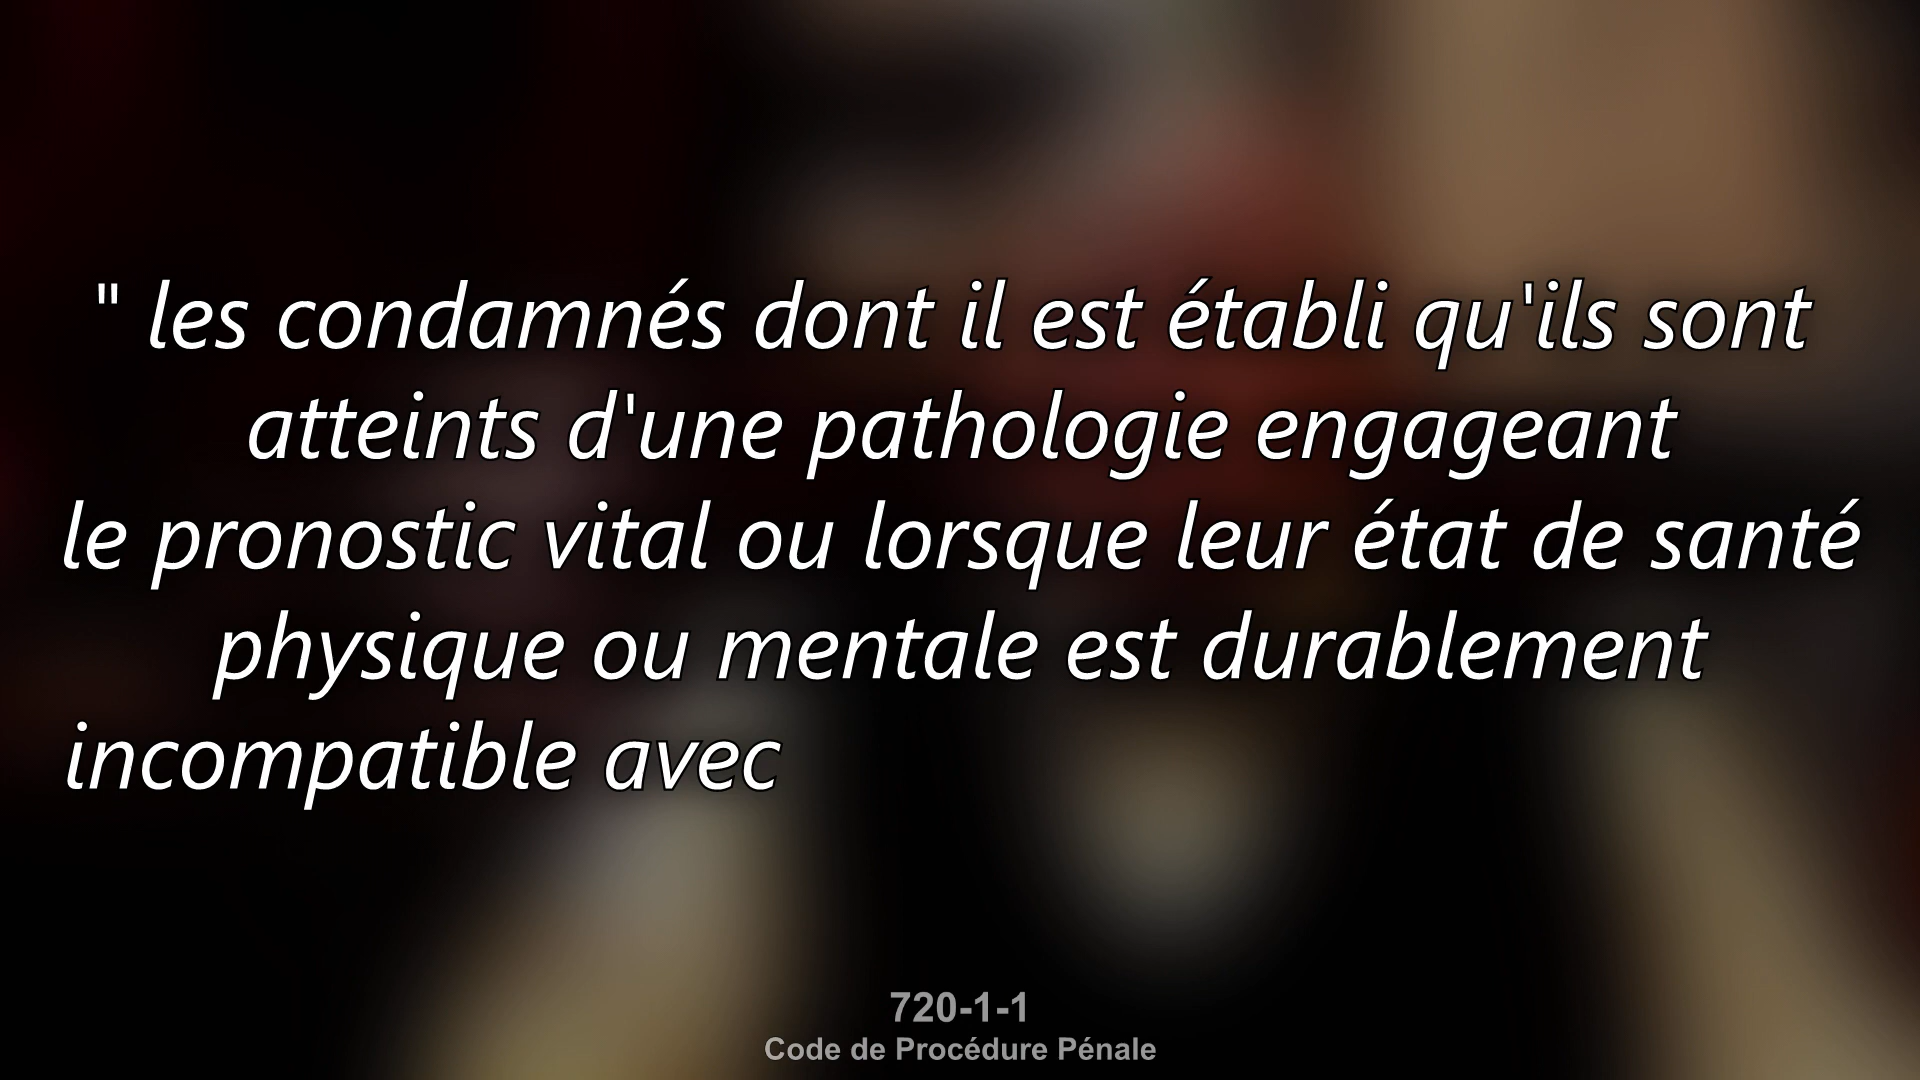 " les condamnés dont il est établi qu'ils sont
atteints d'une pathologie engageant
le pronostic vital ou lorsque leur état de santé
physique ou mentale est durablement
incompatible avec
720-1-1
Code de Procédure Pénale